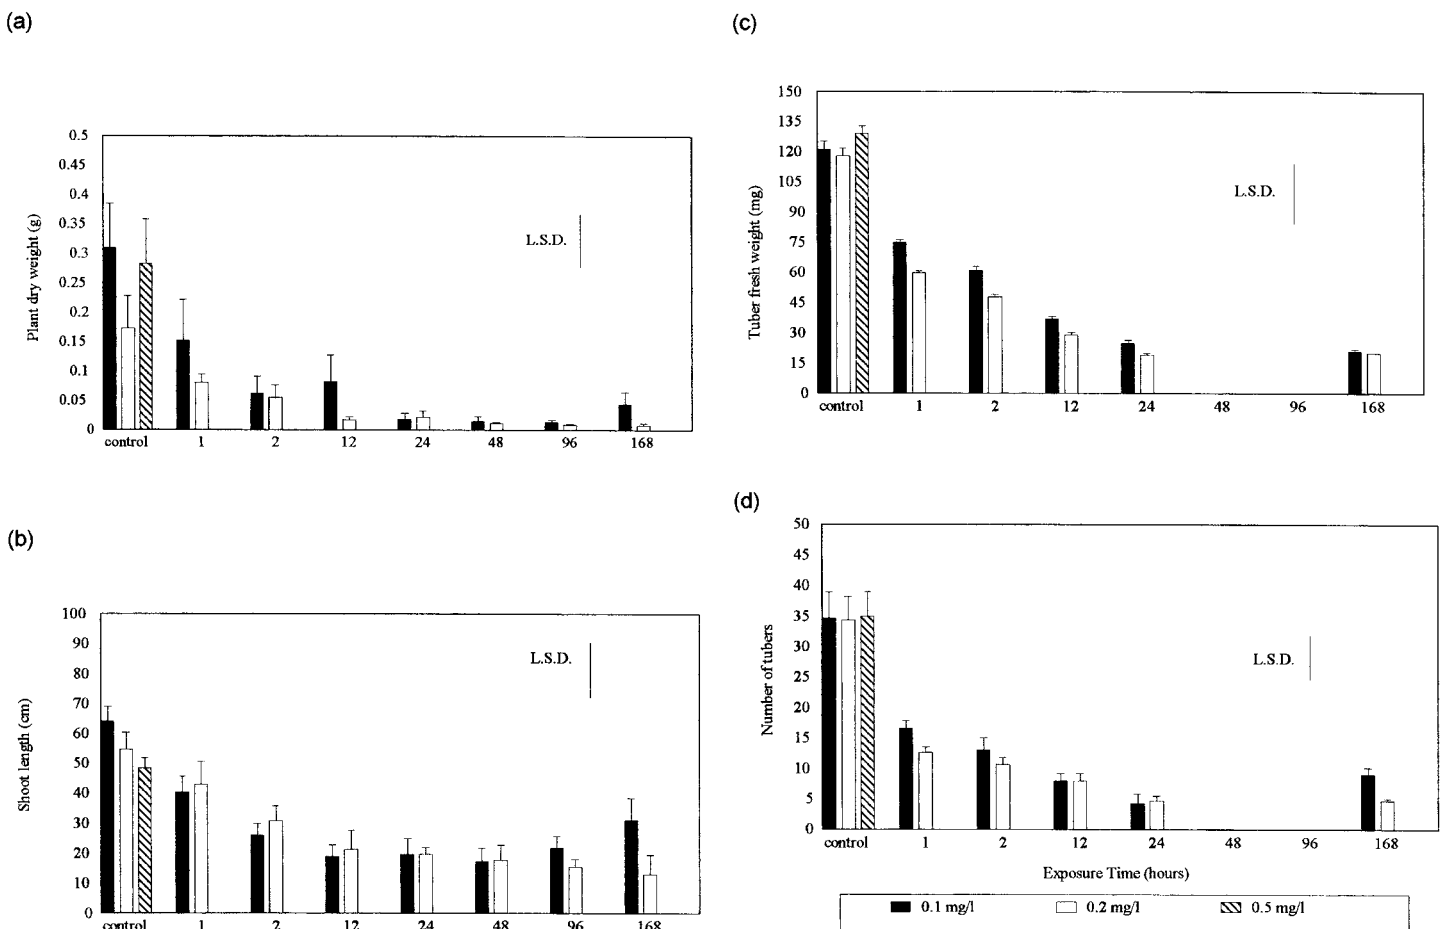 (a)
0.5
0.45
0.4
0.35
0.3
0.25
0.2
0.15
0.1
0.05
0
Plant dry weight (g)
L.S.D.
control 1 2 12 24 48 96 168
(b)
100
90
80
70
60
50
40
30
20
10
0
Shoot length (cm)
L.S.D.
control 1 2 12 24 48 96 168
(c)
150
135
120
105
90
75
60
45
30
15
0
Tuber fresh weight (mg)
L.S.D.
control 1 2 12 24 48 96 168
(d)
50
45
40
35
30
25
20
15
10
5
0
Number of tubers
L.S.D.
control 1 2 12 24 48 96 168
Exposure Time (hours)
0.1 mg/l 0.2 mg/l 0.5 mg/l